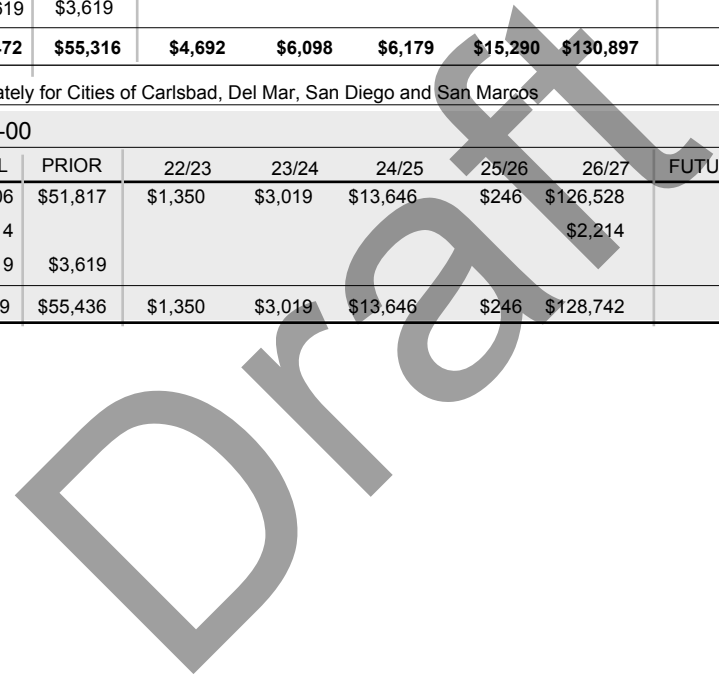 619 $3,619
472 $55,316 $4,692 $6,098 $6,179 $15,290 $130,897
ately for Cities of Carlsbad, Del Mar, San Diego and San Marcos
-00
L PRIOR 22/23 23/24 24/25 25/26 26/27 FUTU
06 $51,817 $1,350 $3,019 $13,646 $246 $126,528
4 $2,214
9 $3,619
9 $55,436 $1,350 $3,019 $13,646 $246 $128,742
Draft